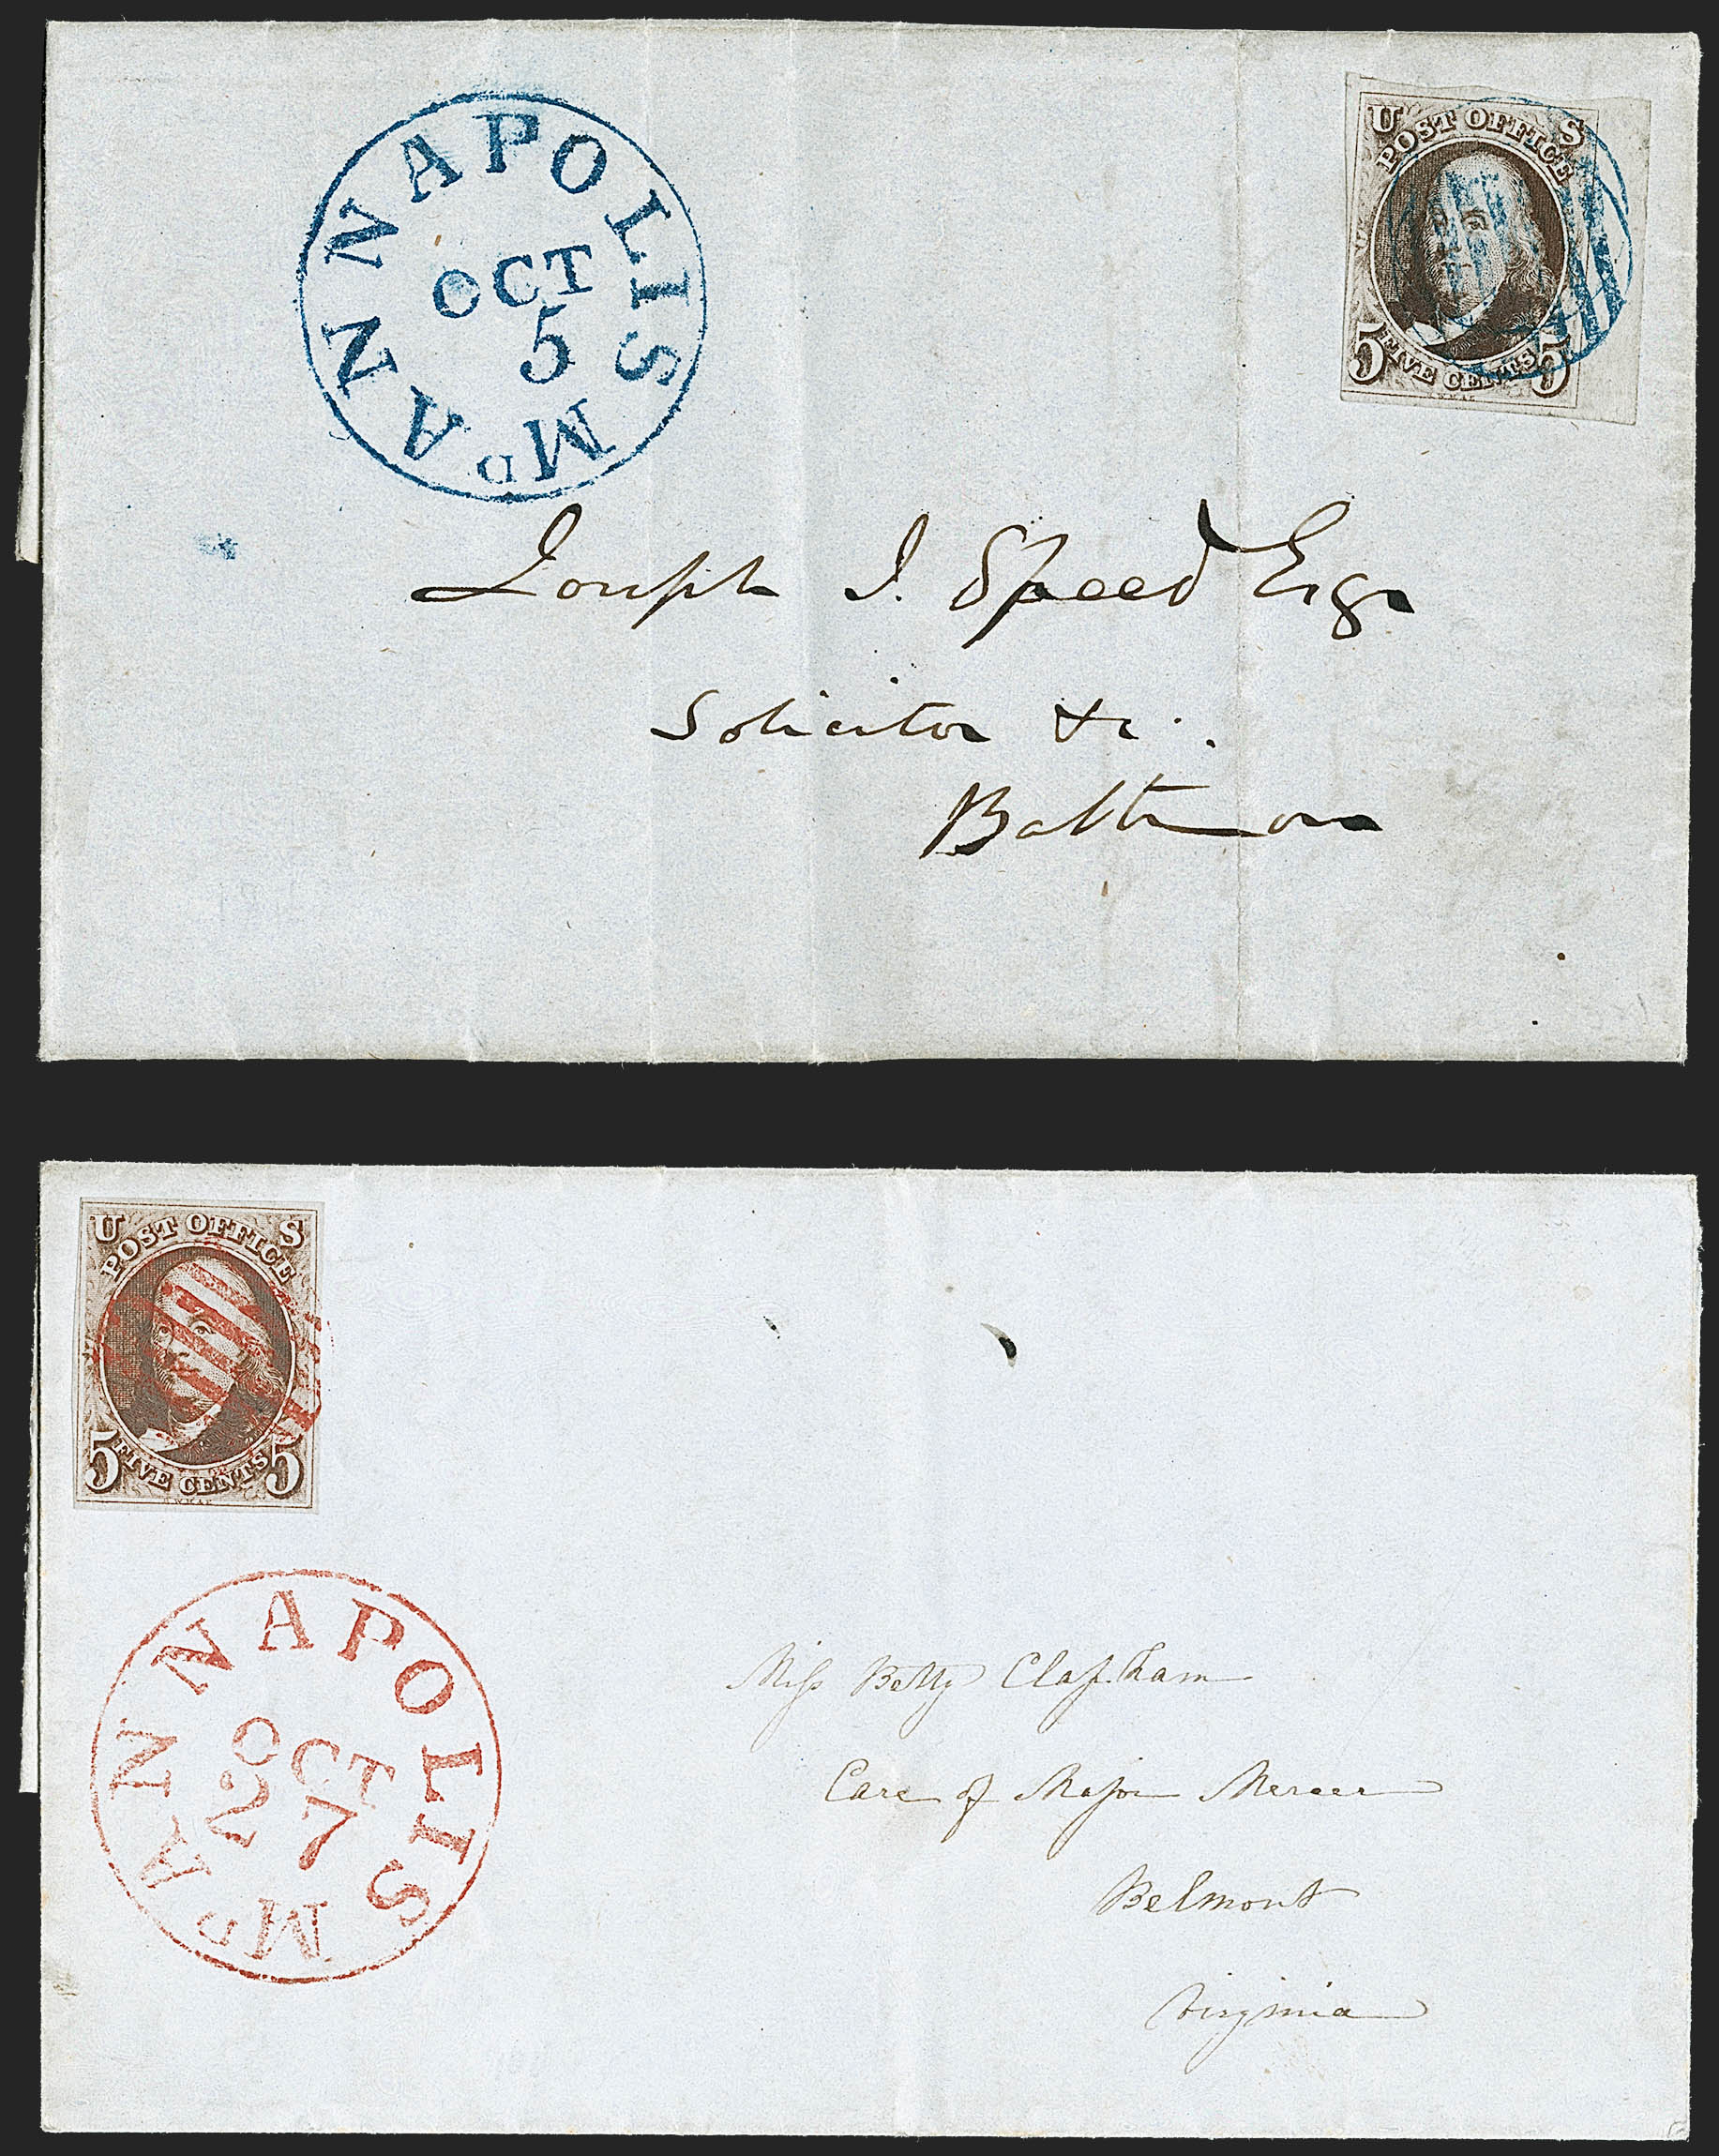 ANNAPOLIS Md
OCT
5
U S
POST OFFICE
5 FIVE CENTS 5
Joseph J. Speed Esqr
Solicitor &c.
Baltimore
U S
POST OFFICE
5 FIVE CENTS 5
ANNAPOLIS Md
OCT
27
Miss Betty Clapham
Care of Major Mercer
Belmont
Virginia